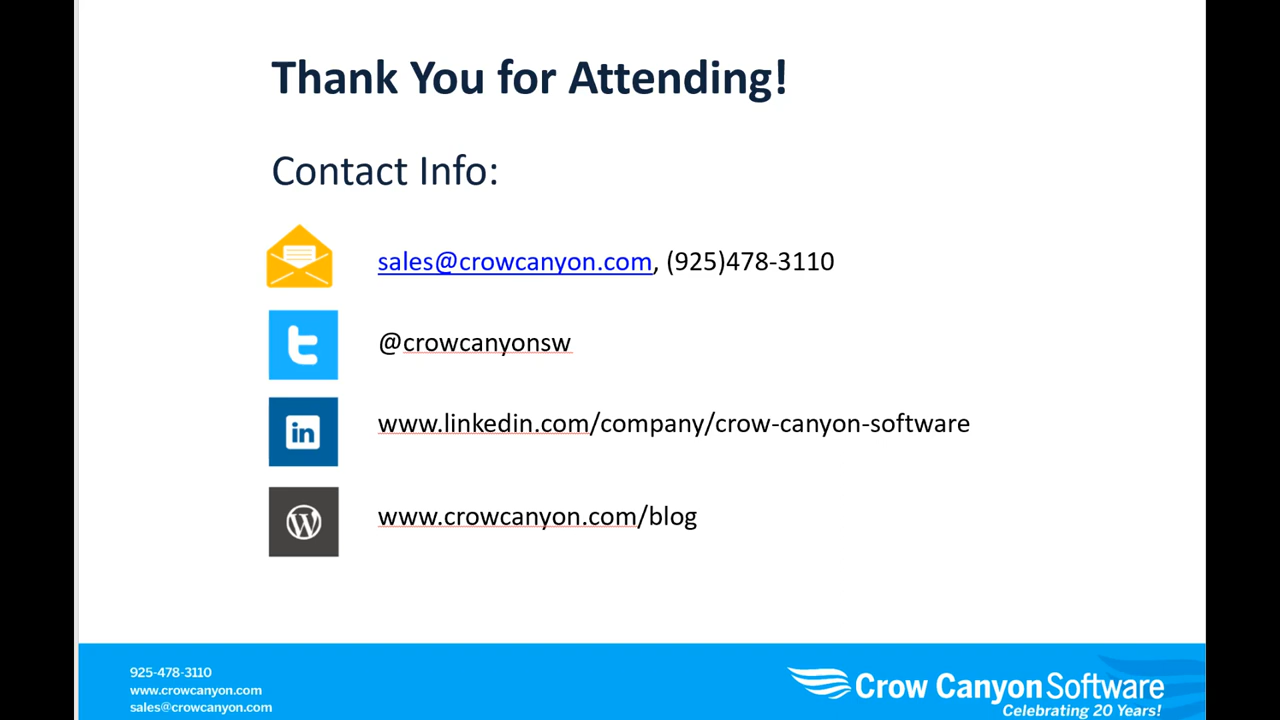 Thank You for Attending!
Contact Info:
sales@crowcanyon.com, (925)478-3110
@crowcanyonsw
www.linkedin.com/company/crow-canyon-software
www.crowcanyon.com/blog
925-478-3110
www.crowcanyon.com
sales@crowcanyon.com
Crow Canyon Software
Celebrating 20 Years!